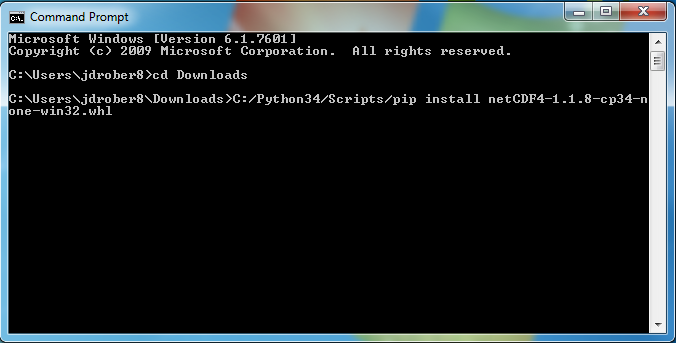 Command Prompt
Microsoft Windows [Version 6.1.7601]
Copyright (c) 2009 Microsoft Corporation.  All rights reserved.
C:\Users\jdrober8>cd Downloads
C:\Users\jdrober8\Downloads>C:/Python34/Scripts/pip install netCDF4-1.1.8-cp34-n
one-win32.whl